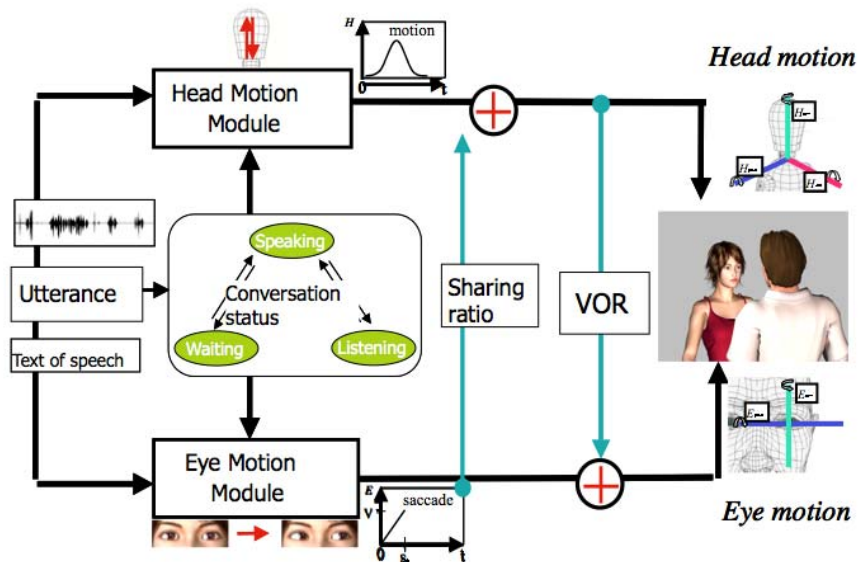 H
motion
0
t
Head motion
Head Motion
Module
Speaking
Utterance
Conversation
status
Sharing
ratio
VOR
Waiting
Listening
Text of speech
Eye Motion
Module
E
V
saccade
0
s
t
Eye motion